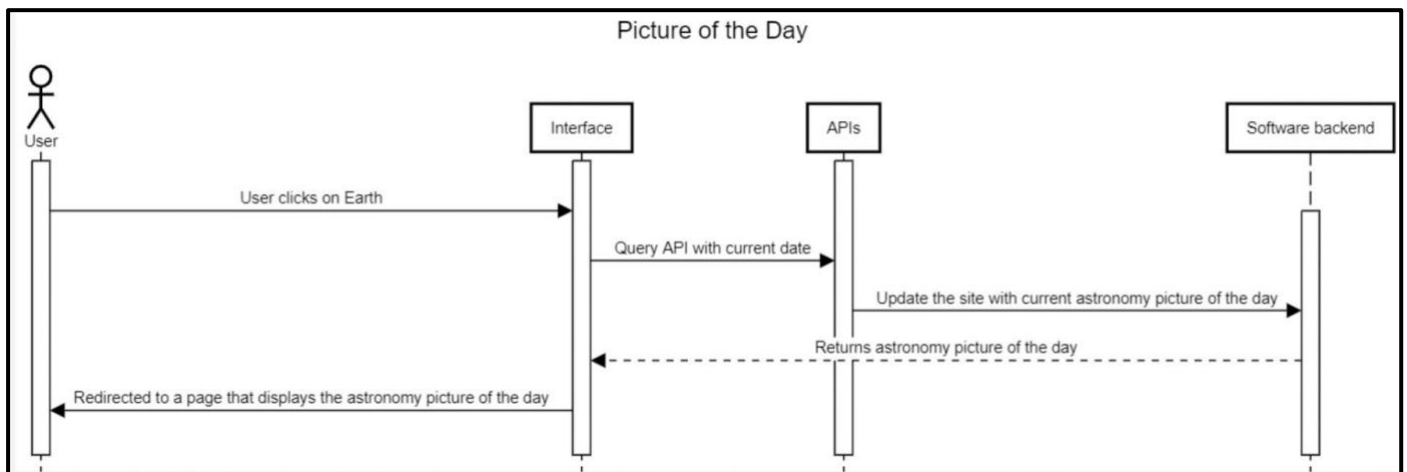 Picture of the Day
User
Interface
APIs
Software backend
User clicks on Earth
Query API with current date
Update the site with current astronomy picture of the day
Returns astronomy picture of the day
Redirected to a page that displays the astronomy picture of the day